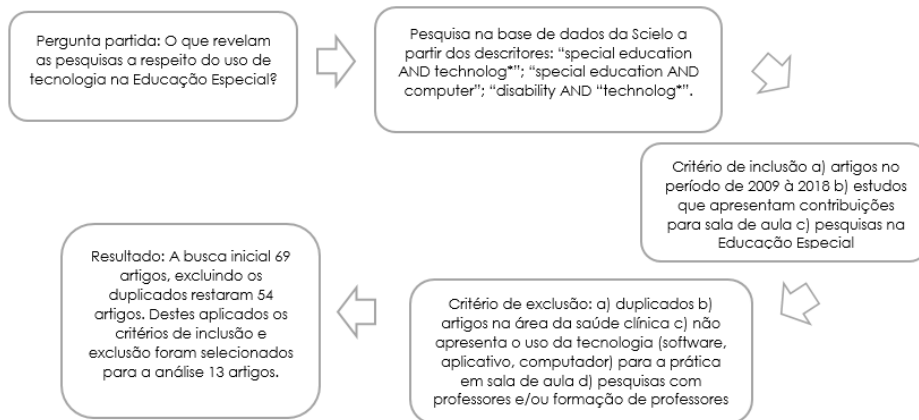 Pergunta partida: O que revelam
as pesquisas a respeito do uso de
tecnologia na Educação Especial?
Pesquisa na base de dados da Scielo a
partir dos descritores: “special education
AND technolog*”; “special education AND
computer”; “disability AND “technolog*”.
Critério de inclusão a) artigos no
período de 2009 à 2018 b) estudos
que apresentam contribuições
para sala de aula c) pesquisas na
Educação Especial
Critério de exclusão: a) duplicados b)
artigos na área da saúde clínica c) não
apresenta o uso da tecnologia (software,
aplicativo, computador) para a prática
em sala de aula d) pesquisas com
professores e/ou formação de professores
Resultado: A busca inicial 69
artigos, excluindo os
duplicados restaram 54
artigos. Destes aplicados os
critérios de inclusão e
exclusão foram selecionados
para a análise 13 artigos.